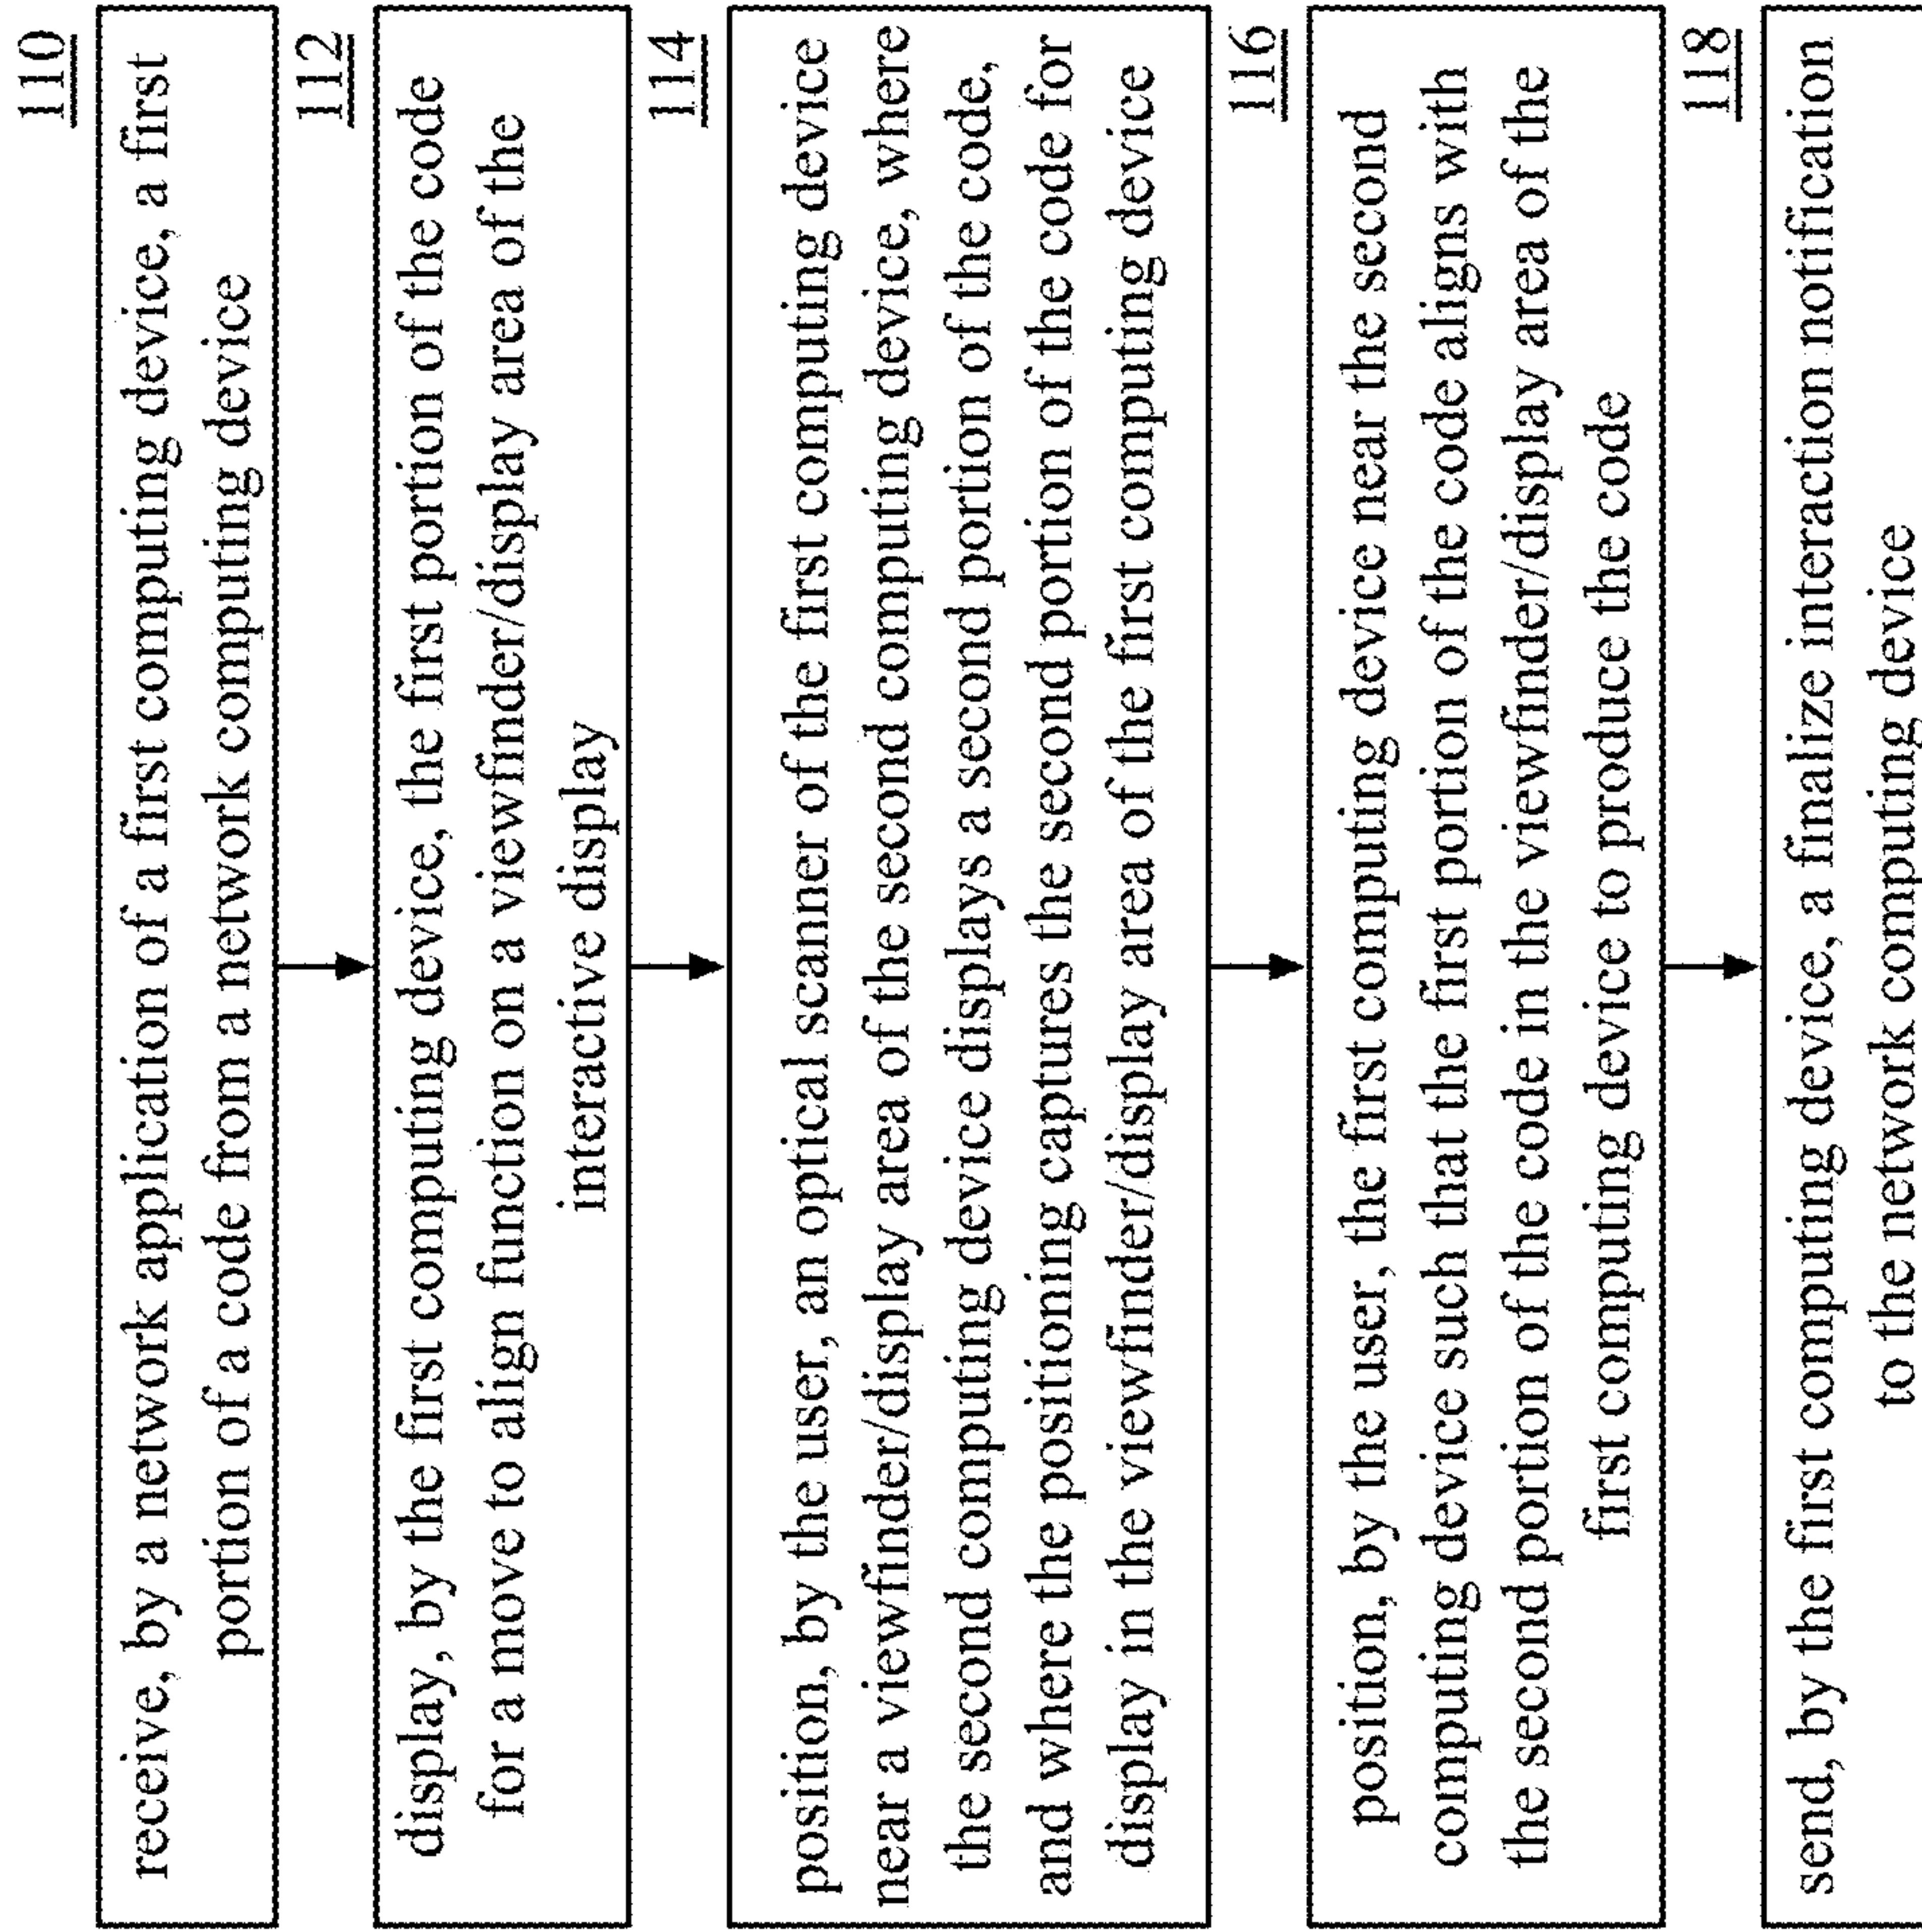 110
receive, by a network application of a first computing device, a first
portion of a code from a network computing device
112
display, by the first computing device, the first portion of the code
for a move to align function on a viewfinder/display area of the
interactive display
114
position, by the user, an optical scanner of the first computing device
near a viewfinder/display area of the second computing device, where
the second computing device displays a second portion of the code,
and where the positioning captures the second portion of the code for
display in the viewfinder/display area of the first computing device
116
position, by the user, the first computing device near the second
computing device such that the first portion of the code aligns with
the second portion of the code in the viewfinder/display area of the
first computing device to produce the code
118
send, by the first computing device, a finalize interaction notification
to the network computing device